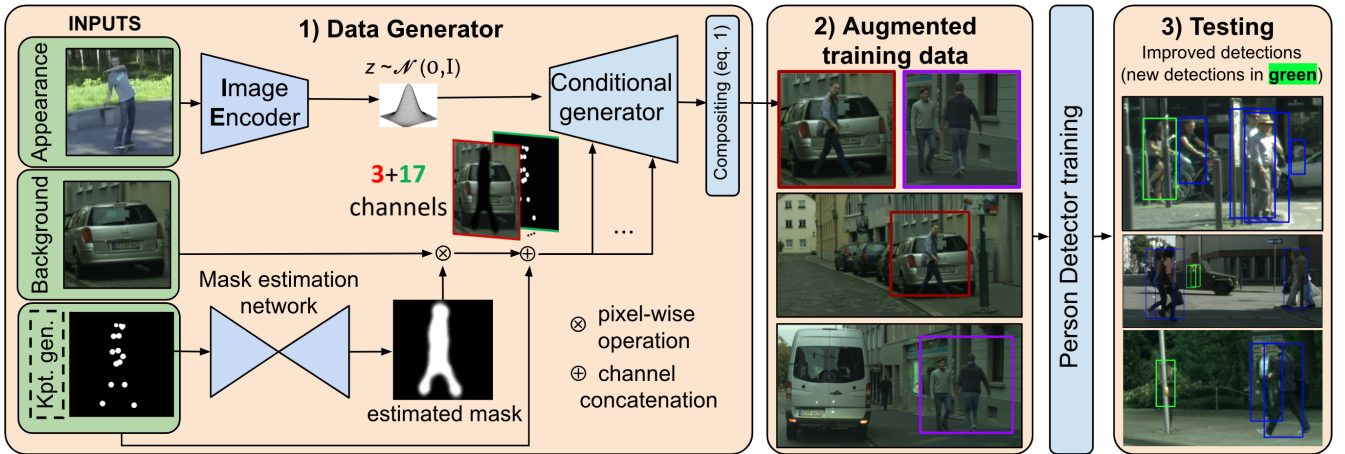 INPUTS
Appearance
Background
Kpt. gen.
1) Data Generator
Image
Encoder
z ~ 𝒩 (0,I)
Conditional
generator
Compositing (eq. 1)
3+17
channels
...
...
Mask estimation
network
estimated mask
⊗ pixel-wise
operation
⊕ channel
concatenation
2) Augmented
training data
Person Detector training
3) Testing
Improved detections
(new detections in green)